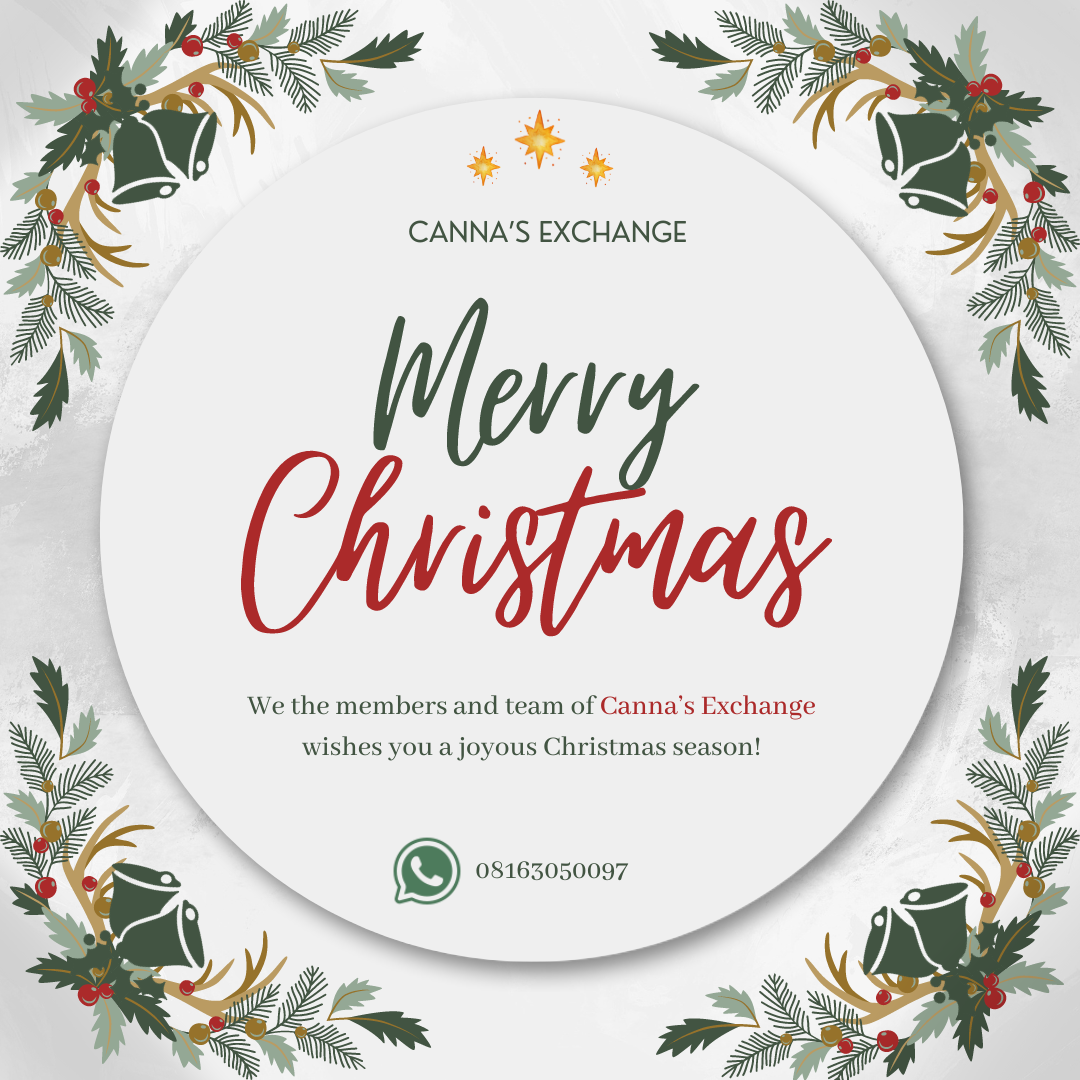 CANNA'S EXCHANGE
Merry
Christmas
We the members and team of Canna's Exchange
wishes you a joyous Christmas season!
08163050097